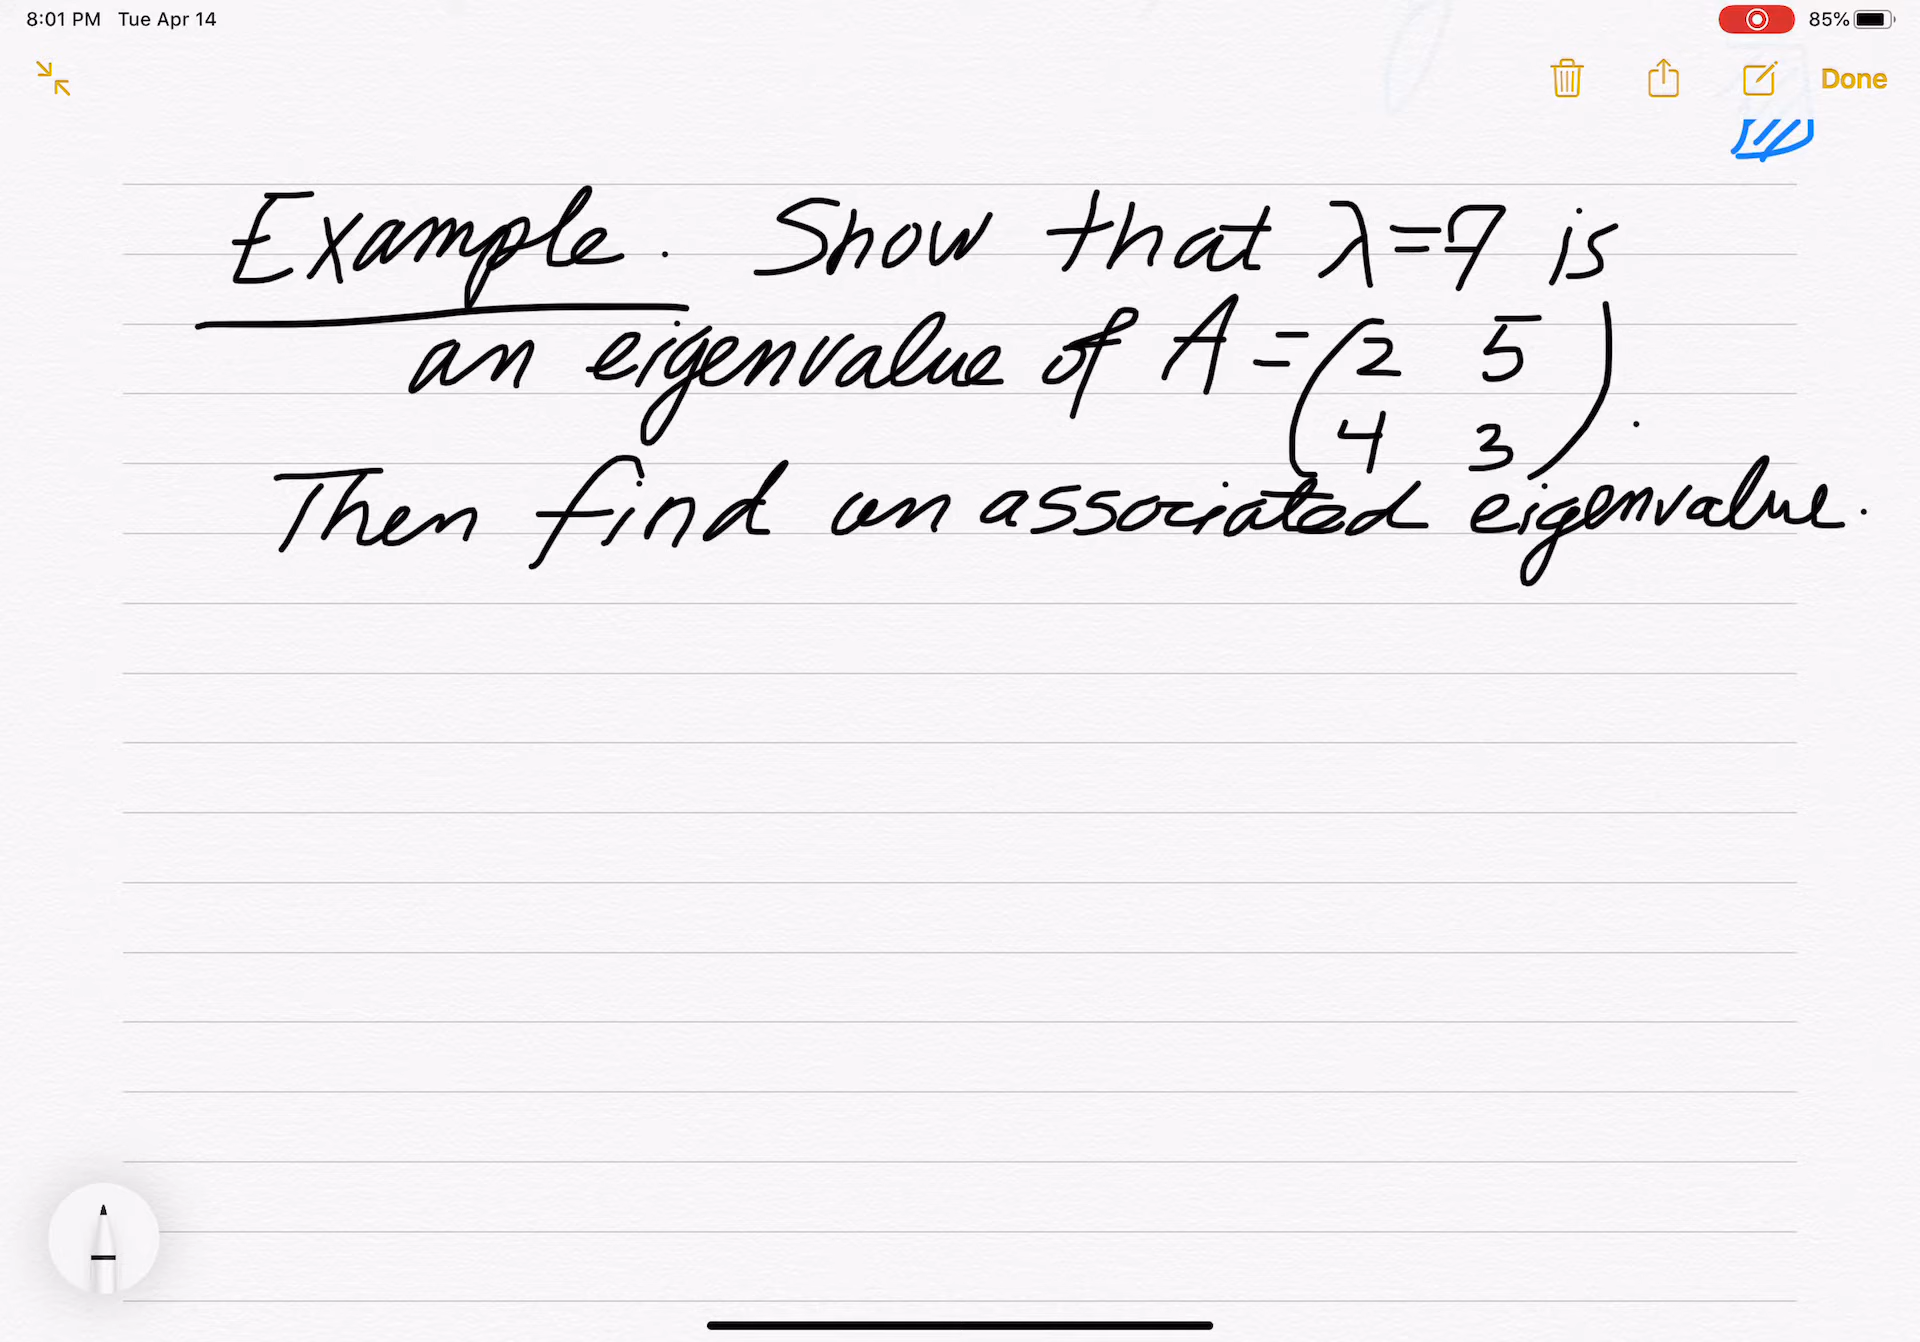 8:01 PM Tue Apr 14 85%
Done
Example. Show that λ=7 is
an eigenvalue of A = (2 5
4 3).
Then find an associated eigenvalue.